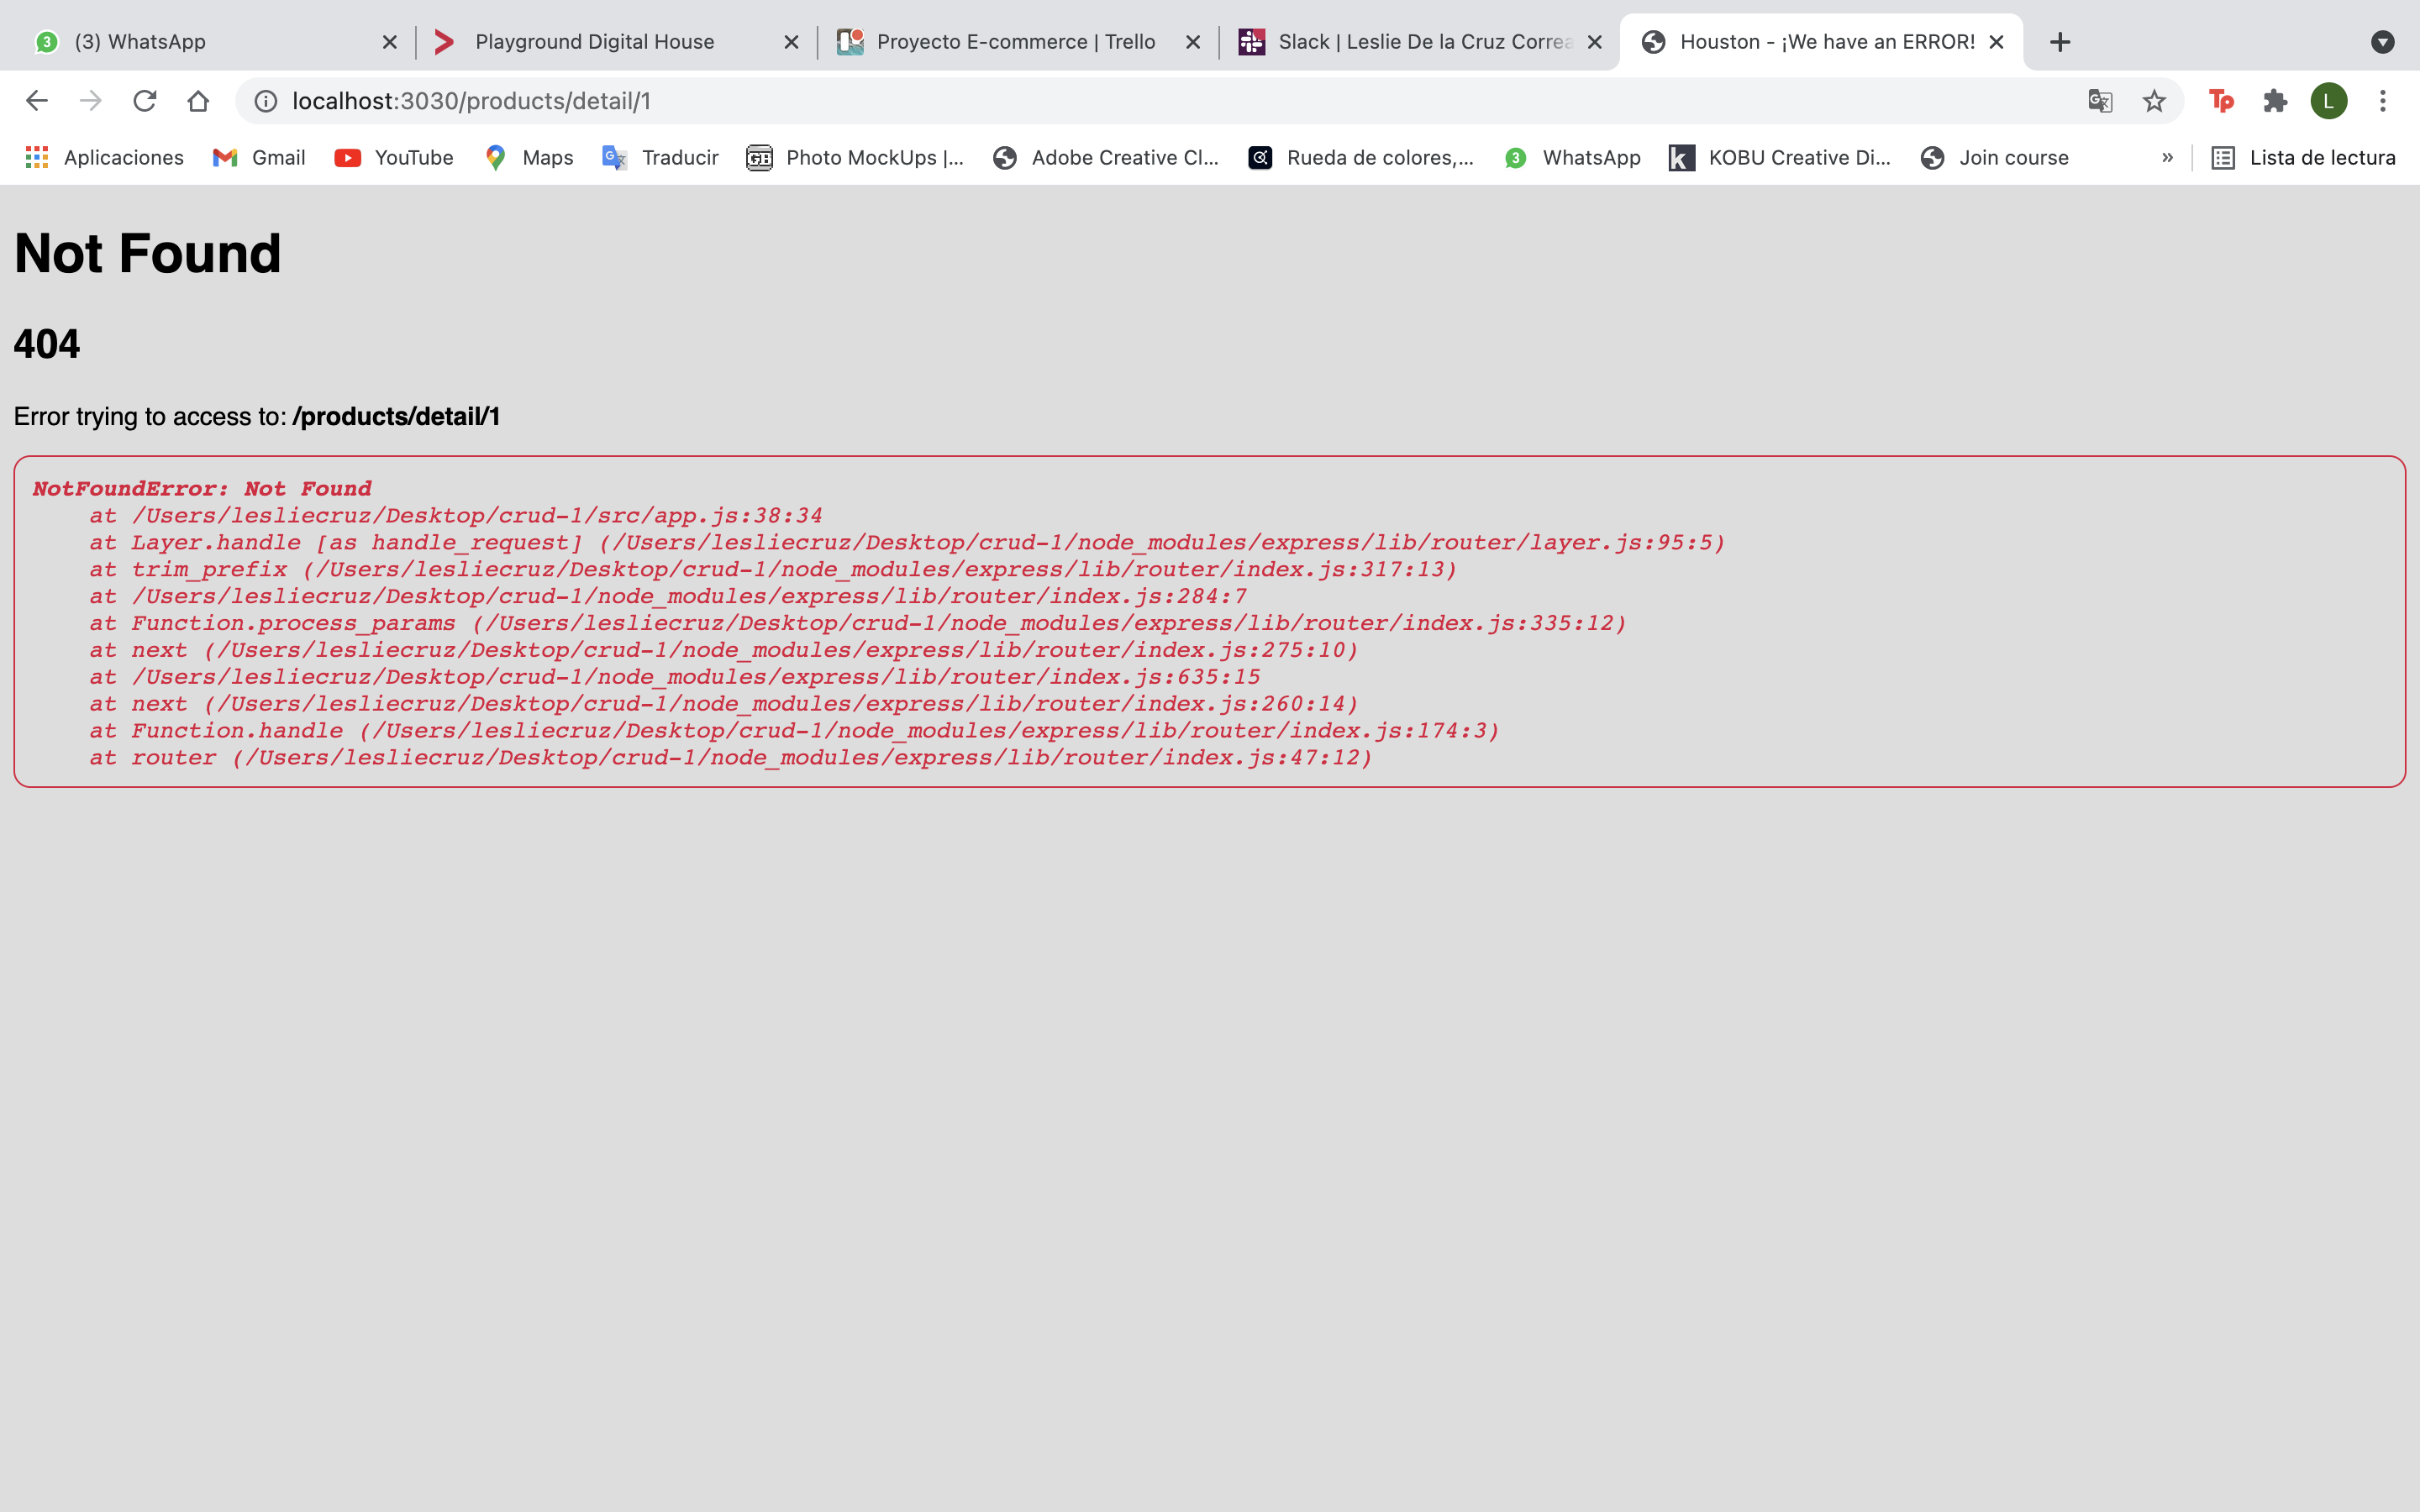 3 (3) WhatsApp Playground Digital House Proyecto E-commerce | Trello Slack | Leslie De la Cruz Correa Houston - ¡We have an ERROR!
localhost:3030/products/detail/1 Tp L
Aplicaciones Gmail YouTube Maps Traducir GB Photo MockUps |... Adobe Creative Cl... Rueda de colores,... 3 WhatsApp k KOBU Creative Di... Join course » Lista de lectura
Not Found
404
Error trying to access to: /products/detail/1
NotFoundError: Not Found
at /Users/lesliecruz/Desktop/crud-1/src/app.js:38:34
at Layer.handle [as handle_request] (/Users/lesliecruz/Desktop/crud-1/node_modules/express/lib/router/layer.js:95:5)
at trim_prefix (/Users/lesliecruz/Desktop/crud-1/node_modules/express/lib/router/index.js:317:13)
at /Users/lesliecruz/Desktop/crud-1/node_modules/express/lib/router/index.js:284:7
at Function.process_params (/Users/lesliecruz/Desktop/crud-1/node_modules/express/lib/router/index.js:335:12)
at next (/Users/lesliecruz/Desktop/crud-1/node_modules/express/lib/router/index.js:275:10)
at /Users/lesliecruz/Desktop/crud-1/node_modules/express/lib/router/index.js:635:15
at next (/Users/lesliecruz/Desktop/crud-1/node_modules/express/lib/router/index.js:260:14)
at Function.handle (/Users/lesliecruz/Desktop/crud-1/node_modules/express/lib/router/index.js:174:3)
at router (/Users/lesliecruz/Desktop/crud-1/node_modules/express/lib/router/index.js:47:12)